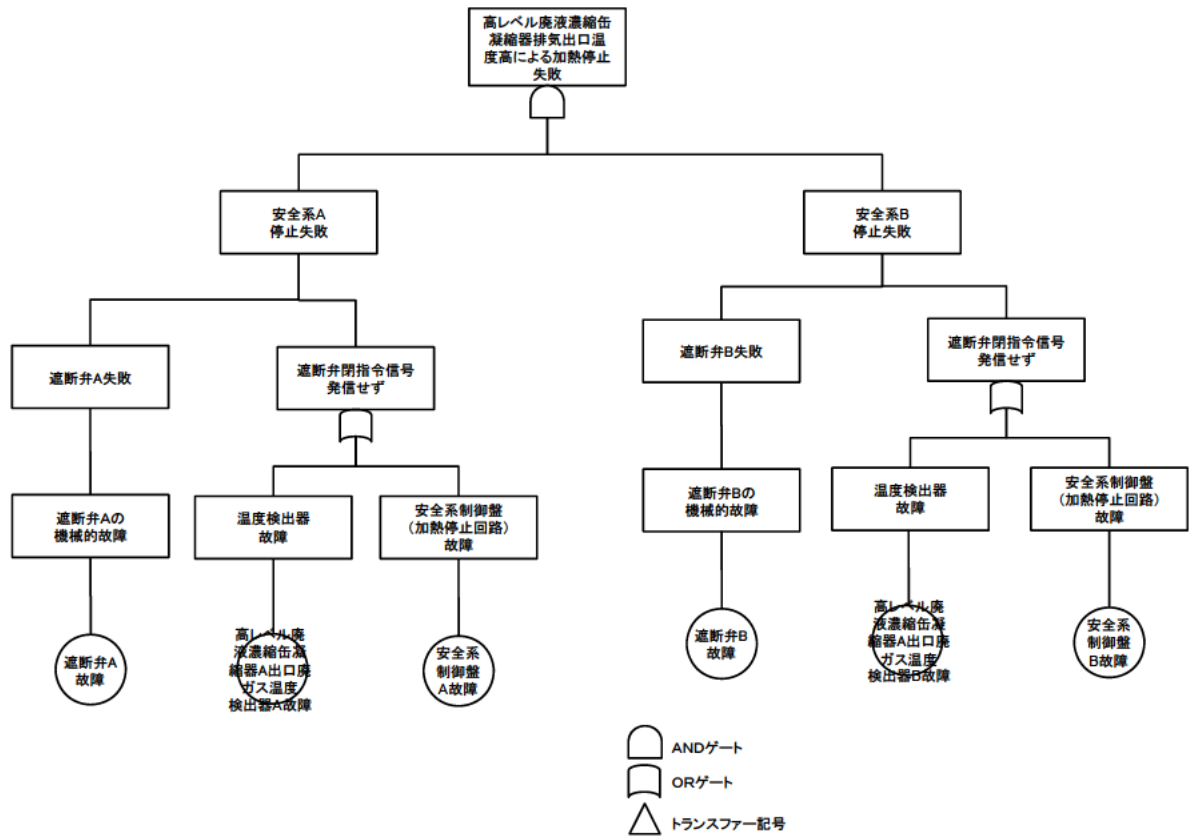 高レベル廃液濃縮缶
凝縮器排気出口温
度高による加熱停止
失敗
安全系A
停止失敗
安全系B
停止失敗
遮断弁A失敗
遮断弁閉指令信号
発信せず
遮断弁B失敗
遮断弁閉指令信号
発信せず
遮断弁Aの
機械的故障
温度検出器
故障
安全系制御盤
（加熱停止回路）
故障
遮断弁Bの
機械的故障
温度検出器
故障
安全系制御盤
（加熱停止回路）
故障
遮断弁A
故障
高レベル廃
液濃縮缶凝
縮器A出口廃
ガス温度
検出器A故障
安全系
制御盤
A故障
遮断弁B
故障
高レベル廃
液濃縮缶凝
縮器A出口廃
ガス温度
検出器B故障
安全系
制御盤
B故障
ANDゲート
ORゲート
トランスファー記号